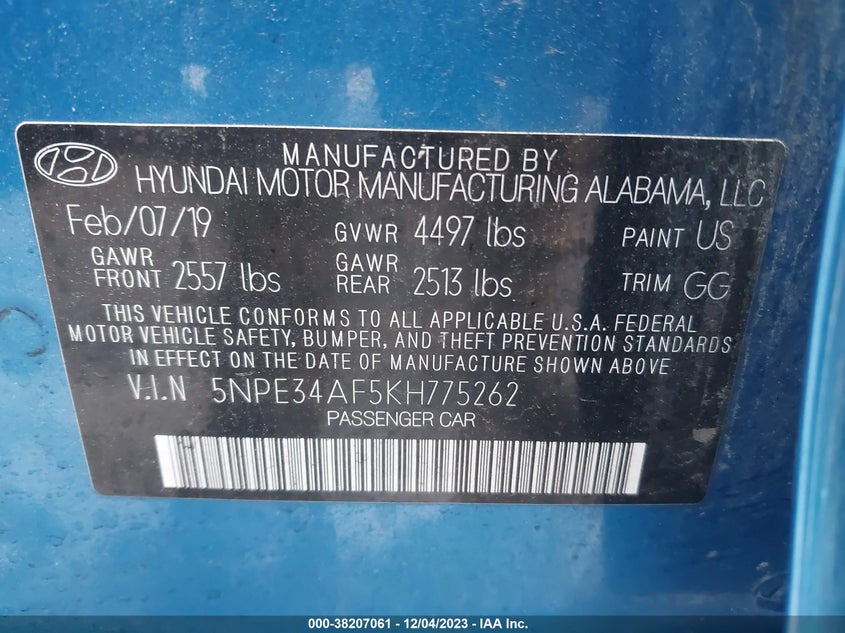 MANUFACTURED BY
HYUNDAI MOTOR MANUFACTURING ALABAMA, LLC
Feb/07/19 GVWR 4497 lbs PAINT US
GAWR FRONT 2557 lbs GAWR REAR 2513 lbs TRIM GG
THIS VEHICLE CONFORMS TO ALL APPLICABLE U.S.A. FEDERAL
MOTOR VEHICLE SAFETY, BUMPER, AND THEFT PREVENTION STANDARDS
IN EFFECT ON THE DATE OF MANUFACTURE SHOWN ABOVE
V.I.N 5NPE34AF5KH775262
PASSENGER CAR
000-38207061 - 12/04/2023 - IAA Inc.